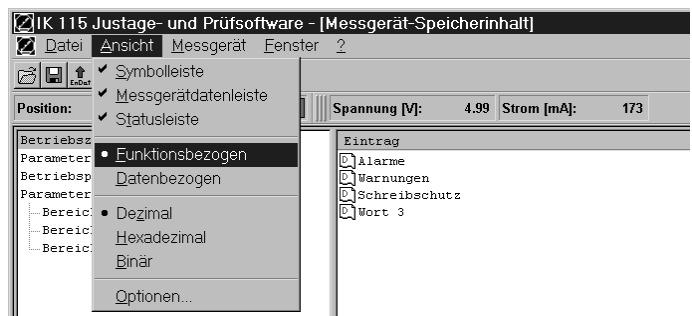 IK 115 Justage- und Prüfsoftware - [Messgerät-Speicherinhalt]
Datei Ansicht Messgerät Fenster ?
EnDat
Symbolleiste
Messgerätdatenleiste
Statusleiste
Funktionsbezogen
Datenbezogen
Dezimal
Hexadezimal
Binär
Optionen...
Position: Spannung [V]: 4.99 Strom [mA]: 173
Betriebsz
Parameter
Betriebsp
Parameter
Bereic
Bereic
Bereic
Eintrag
Alarme
Warnungen
Schreibschutz
Wort 3